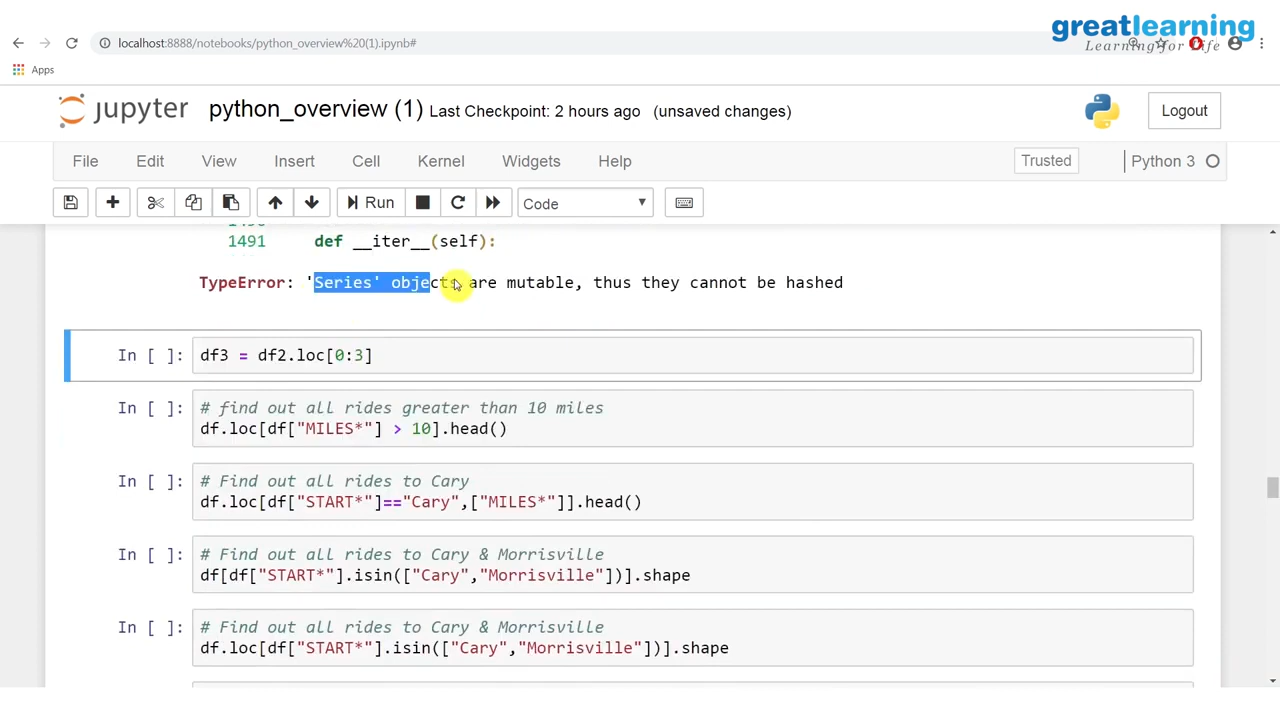 greatlearning
Learning for Life
localhost:8888/notebooks/python_overview%20(1).ipynb#
Apps
jupyter python_overview (1) Last Checkpoint: 2 hours ago (unsaved changes)
Logout
File Edit View Insert Cell Kernel Widgets Help
Trusted Python 3
Run Code
1491 def __iter__(self):
TypeError: 'Series' objects are mutable, thus they cannot be hashed
In [ ]: df3 = df2.loc[0:3]
In [ ]: # find out all rides greater than 10 miles
df.loc[df["MILES*"] > 10].head()
In [ ]: # Find out all rides to Cary
df.loc[df["START*"]=="Cary",["MILES*"]].head()
In [ ]: # Find out all rides to Cary & Morrisville
df[df["START*"].isin(["Cary","Morrisville"])].shape
In [ ]: # Find out all rides to Cary & Morrisville
df.loc[df["START*"].isin(["Cary","Morrisville"])].shape